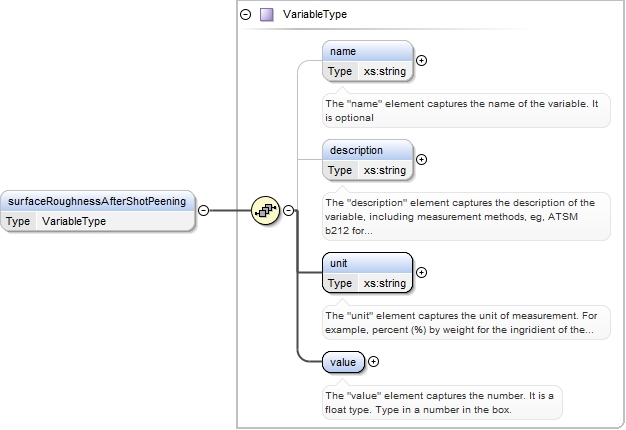 VariableType
name
Type xs:string
The "name" element captures the name of the variable. It
is optional
description
Type xs:string
The "description" element captures the description of the
variable, including measurement methods, eg, ATSM
b212 for...
surfaceRoughnessAfterShotPeening
Type VariableType
unit
Type xs:string
The "unit" element captures the unit of measurement. For
example, percent (%) by weight for the ingridient of the...
value
The "value" element captures the number. It is a
float type. Type in a number in the box.